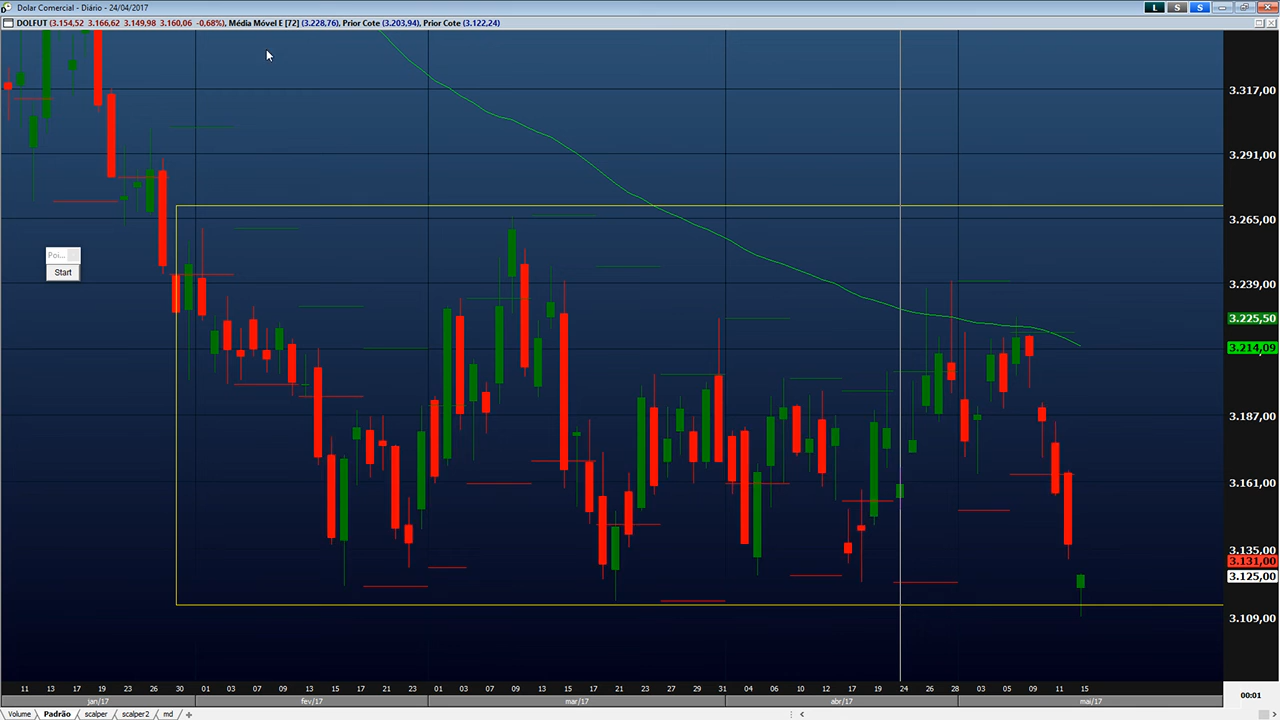 Dolar Comercial - Diário - 24/04/2017
L S S
DOLFUT (3.154,52 3.166,62 3.149,98 3.160,06 -0,68%), Média Móvel E [72] (3.228,76), Prior Cote (3.203,94), Prior Cote (3.122,24)
3.317,00
3.291,00
3.265,00
Poi...
Start
3.239,00
3.225,50
3.214,09
3.187,00
3.161,00
3.135,00
3.131,00
3.125,00
3.109,00
11 13 17 19 23 26 30 01 03 07 09 13 15 17 21 23 01 03 07 09 13 15 17 21 23 27 29 31 04 06 10 12 17 19 24 26 28 03 05 09 11 15
jan/17 fev/17 mar/17 abr/17 mai/17
00:01
Volume Padrão scalper scalper2 md